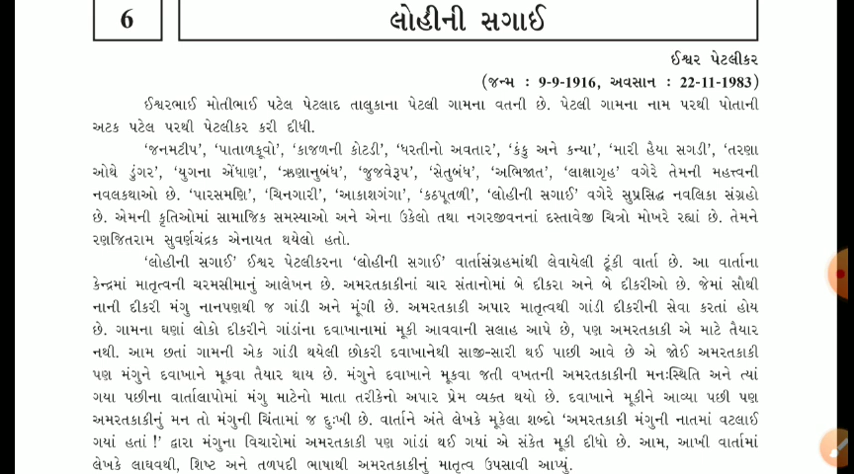 6
લોહીની સગાઈ
ઈશ્વર પેટલીકર
(જન્મ : 9-9-1916, અવસાન : 22-11-1983)
ઈશ્વરભાઈ મોતીભાઈ પટેલ પેટલાદ તાલુકાના પેટલી ગામના વતની છે. પેટલી ગામના નામ પરથી પોતાની
અટક પટેલ પરથી પેટલીકર કરી દીધી.
'જનમટીપ', 'પાતાળકૂવો', 'કાજળની કોટડી', 'ધરતીનો અવતાર', 'કંકુ અને કન્યા', 'મારી હૈયા સગડી', 'તરણા
ઓથે ડુંગર', 'યુગના એંધાણ', 'ઋણાનુબંધ', 'જુજવેરૂપ', 'સેતુબંધ', 'અભિજાત', 'લાક્ષાગૃહ' વગેરે તેમની મહત્ત્વની
નવલકથાઓ છે. 'પારસમણિ', 'ચિનગારી', 'આકાશગંગા', 'કઠપૂતળી', 'લોહીની સગાઈ' વગેરે સુપ્રસિદ્ધ નવલિકા સંગ્રહો
છે. એમની કૃતિઓમાં સામાજિક સમસ્યાઓ અને એના ઉકેલો તથા નગરજીવનનાં દસ્તાવેજી ચિત્રો મોખરે રહ્યાં છે. તેમને
રણજિતરામ સુવર્ણચંદ્રક એનાયત થયેલો હતો.
'લોહીની સગાઈ' ઈશ્વર પેટલીકરના 'લોહીની સગાઈ' વાર્તાસંગ્રહમાંથી લેવાયેલી ટૂંકી વાર્તા છે. આ વાર્તાના
કેન્દ્રમાં માતૃત્વની ચરમસીમાનું આલેખન છે. અમરતકાકીનાં ચાર સંતાનોમાં બે દીકરા અને બે દીકરીઓ છે. જેમાં સૌથી
નાની દીકરી મંગુ નાનપણથી જ ગાંડી અને મૂંગી છે. અમરતકાકી અપાર માતૃત્વથી ગાંડી દીકરીની સેવા કરતાં હોય
છે. ગામના ઘણાં લોકો દીકરીને ગાંડાંના દવાખાનામાં મૂકી આવવાની સલાહ આપે છે, પણ અમરતકાકી એ માટે તૈયાર
નથી. આમ છતાં ગામની એક ગાંડી થયેલી છોકરી દવાખાનેથી સાજી-સારી થઈ પાછી આવે છે એ જોઈ અમરતકાકી
પણ મંગુને દવાખાને મૂકવા તૈયાર થાય છે. મંગુને દવાખાને મૂકવા જતી વખતની અમરતકાકીની મનઃસ્થિતિ અને ત્યાં
ગયા પછીના વાર્તાલાપોમાં મંગુ માટેનો માતા તરીકેનો અપાર પ્રેમ વ્યક્ત થયો છે. દવાખાને મૂકીને આવ્યા પછી પણ
અમરતકાકીનું મન તો મંગુની ચિંતામાં જ દુઃખી છે. વાર્તાને અંતે લેખકે મૂકેલા શબ્દો 'અમરતકાકી મંગુની નાતમાં વટલાઈ
ગયાં હતાં !' દ્વારા મંગુના વિચારોમાં અમરતકાકી પણ ગાંડાં થઈ ગયાં એ સંકેત મૂકી દીધો છે. આમ, આખી વાર્તામાં
લેખકે લાઘવથી, શિષ્ટ અને તળપદી ભાષાથી અમરતકાકીનું માતૃત્વ ઉપસાવી આપ્યું.